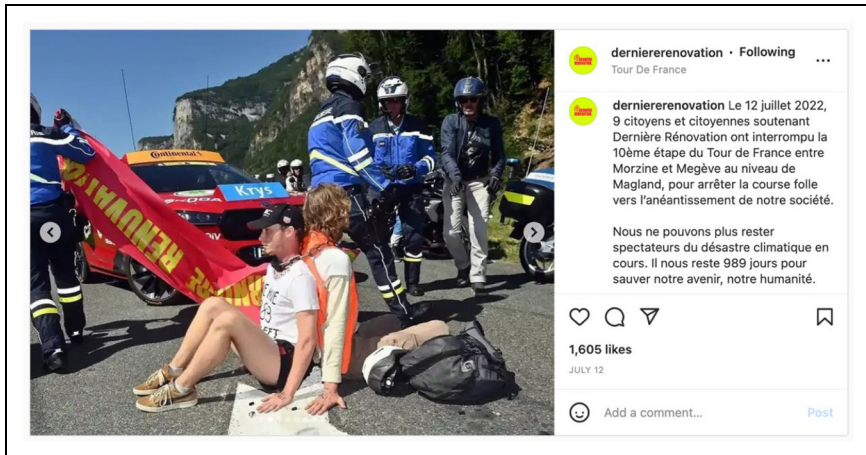 derniererenovation • Following
Tour De France
derniererenovation Le 12 juillet 2022,
9 citoyens et citoyennes soutenant
Dernière Rénovation ont interrompu la
10ème étape du Tour de France entre
Morzine et Megève au niveau de
Magland, pour arrêter la course folle
vers l'anéantissement de notre société.
Nous ne pouvons plus rester
spectateurs du désastre climatique en
cours. Il nous reste 989 jours pour
sauver notre avenir, notre humanité.
1,605 likes
JULY 12
Add a comment...
Post
Continental
Krys
RENOVATI